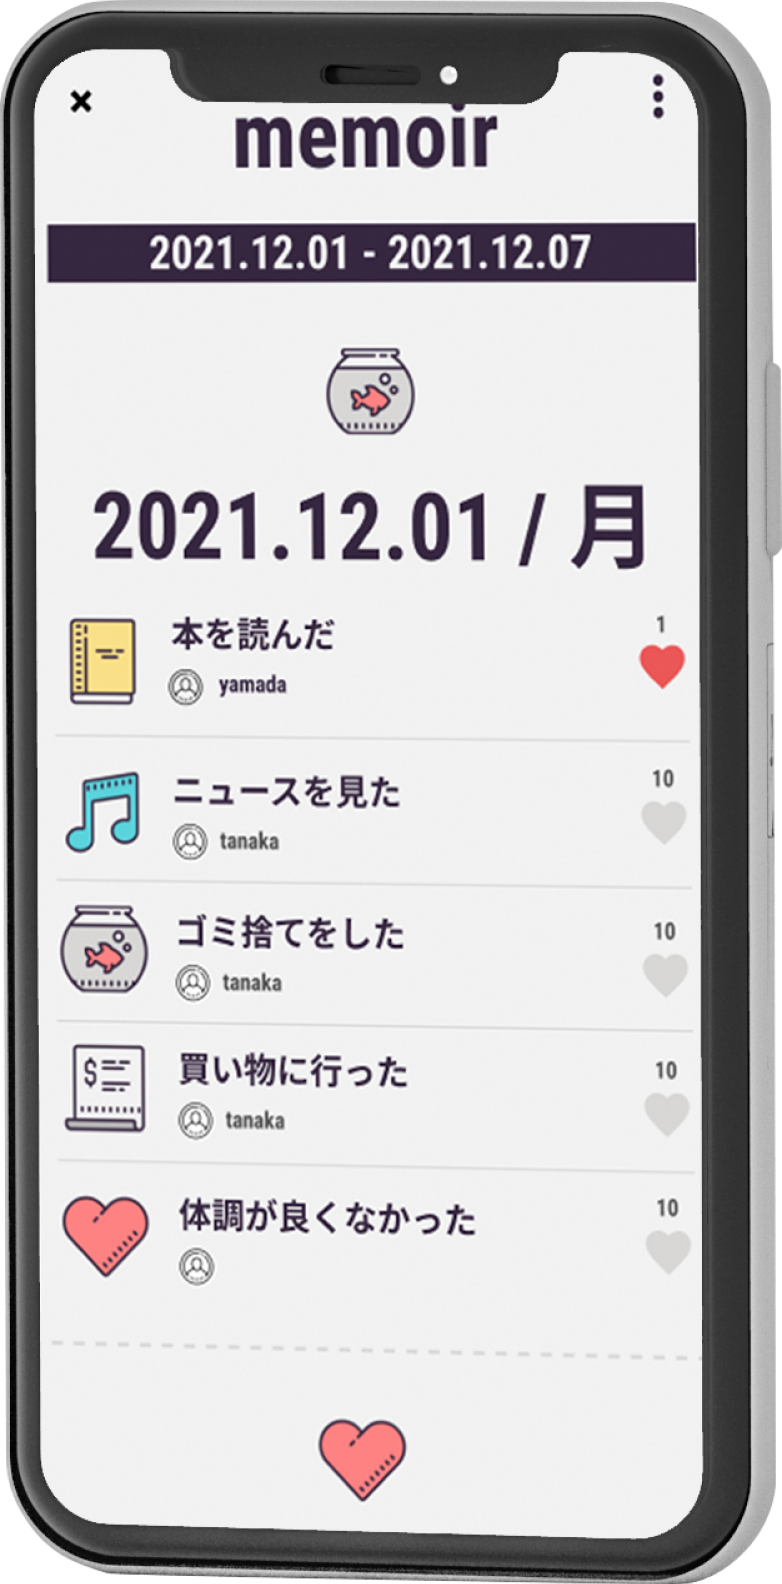 memoir
2021.12.01 - 2021.12.07
2021.12.01 / 月
本を読んだ
1
yamada
ニュースを見た
10
tanaka
ゴミ捨てをした
10
tanaka
$
買い物に行った
10
tanaka
体調が良くなかった
10